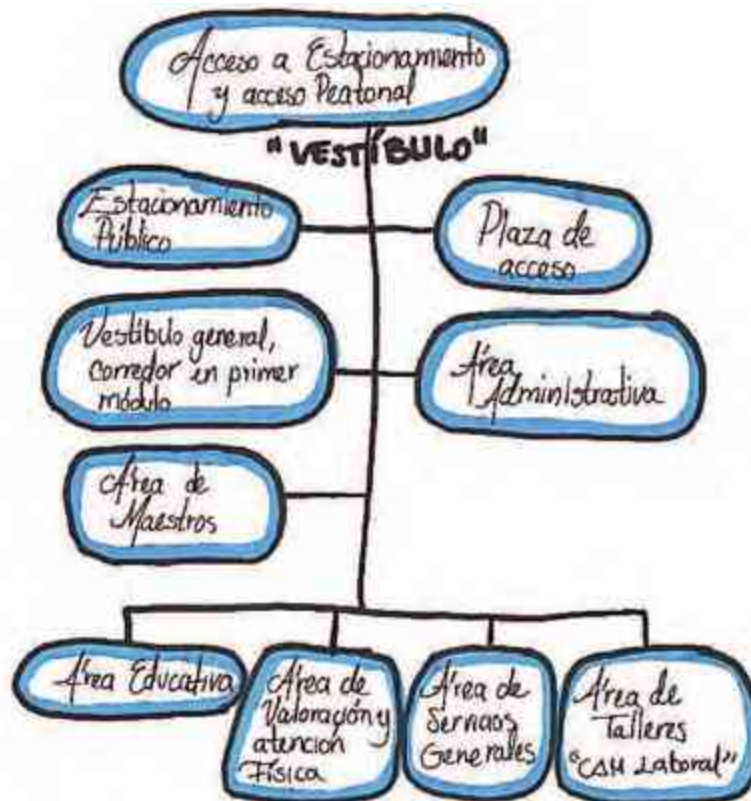 Acceso a Estacionamiento
y acceso Peatonal
"VESTÍBULO"
Estacionamiento
Público
Plaza de
acceso
Vestíbulo general,
corredor en primer
módulo
Área
Administrativa
Área de
Maestros
Área Educativa
Área de
Valoración y
atención
Física
Área de
Servicios
Generales
Área de
Talleres
"CAM Laboral"